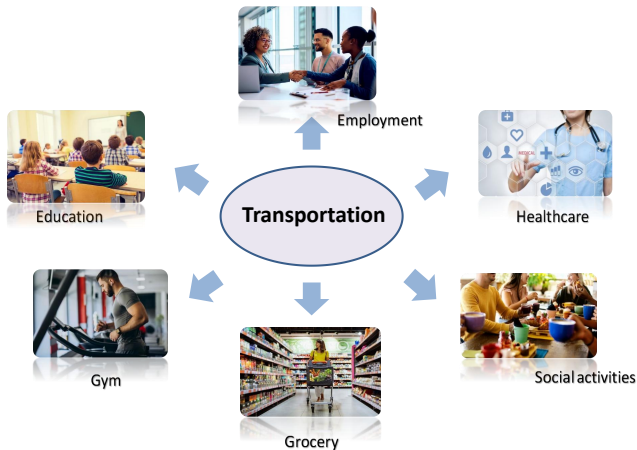 Employment
Education
Transportation
Healthcare
Gym
Social activities
Grocery